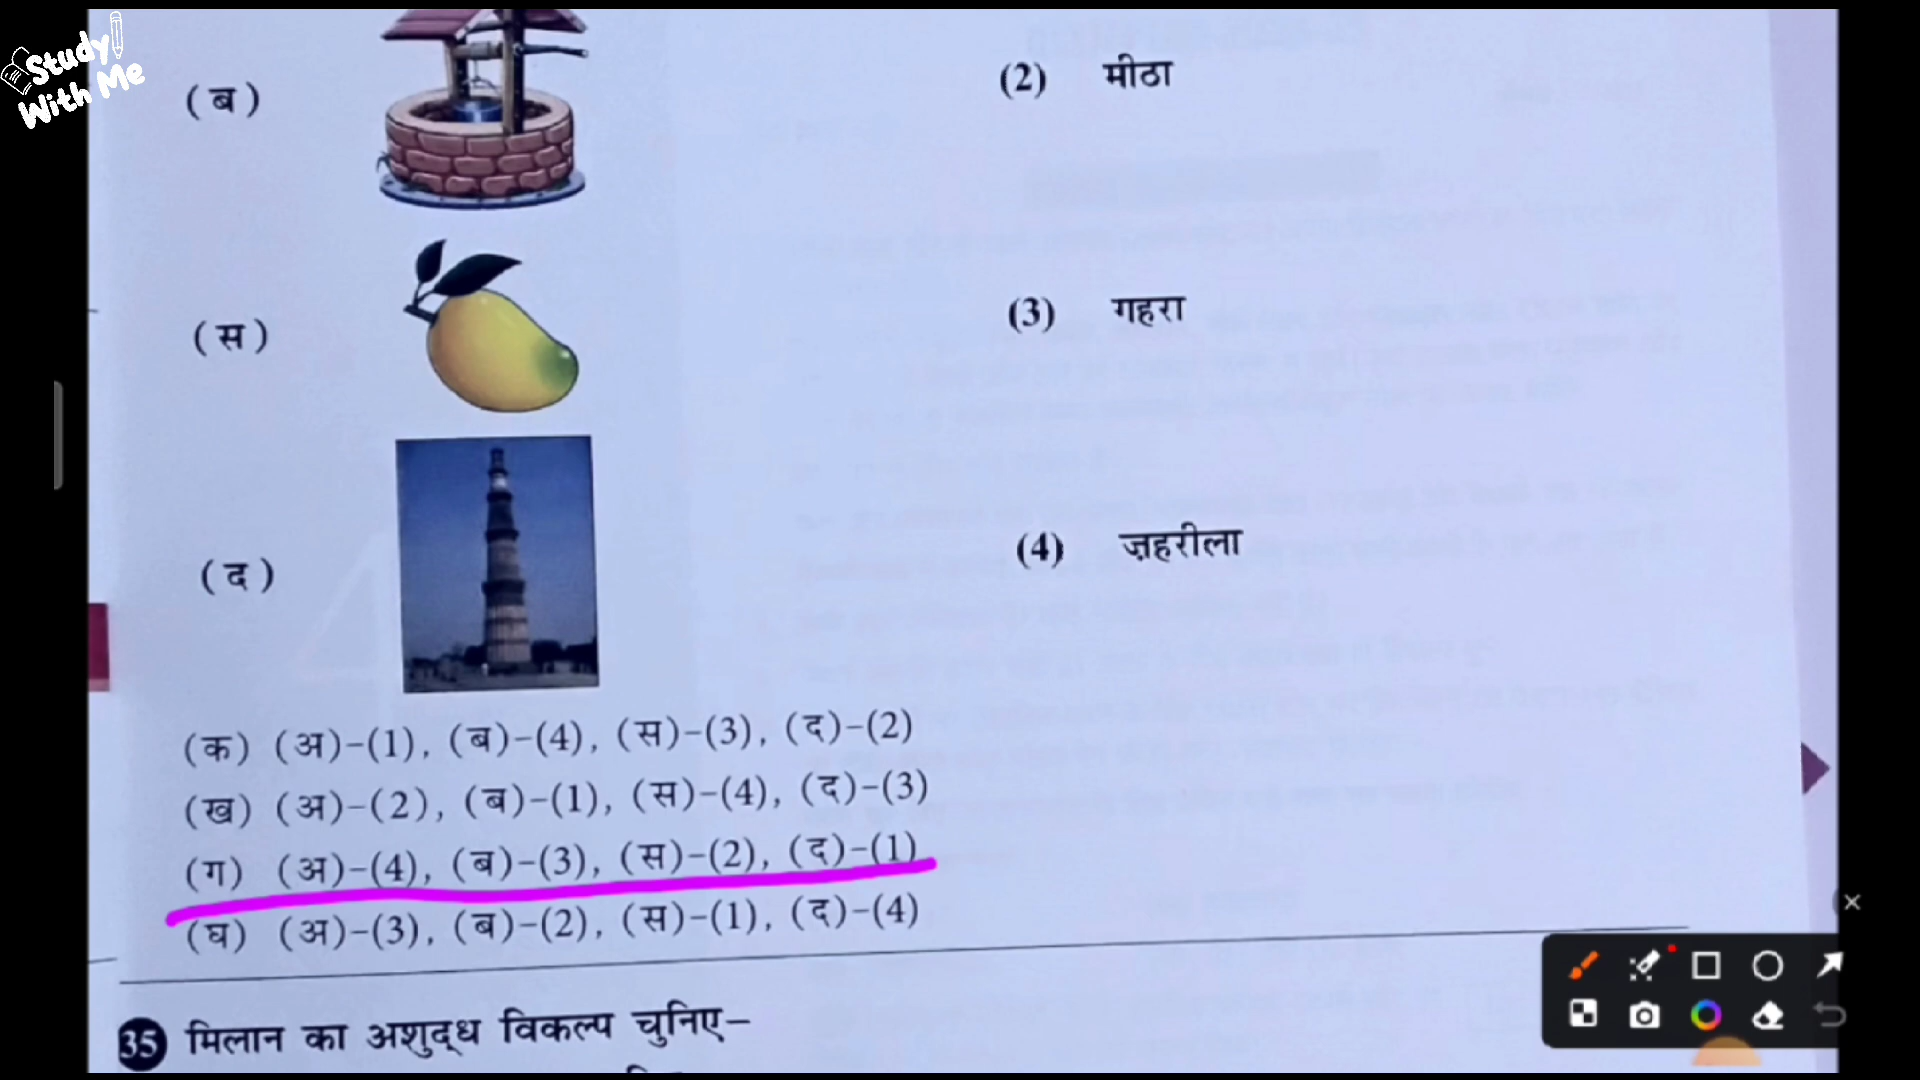 Study
With Me
(ब) (2) मीठा
(स) (3) गहरा
(द) (4) ज़हरीला
(क) (अ)-(1), (ब)-(4), (स)-(3), (द)-(2)
(ख) (अ)-(2), (ब)-(1), (स)-(4), (द)-(3)
(ग) (अ)-(4), (ब)-(3), (स)-(2), (द)-(1)
(घ) (अ)-(3), (ब)-(2), (स)-(1), (द)-(4)
35 मिलान का अशुद्ध विकल्प चुनिए–